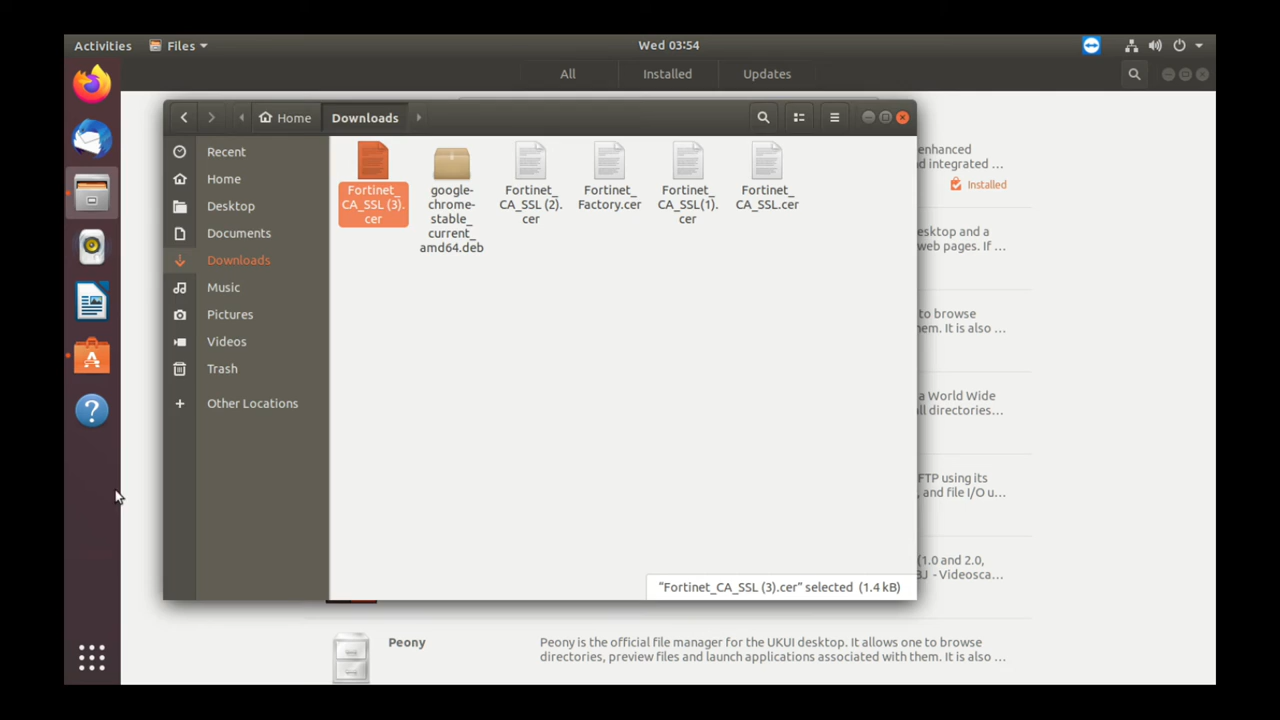 Activities
Files
Wed 03:54
All
Installed
Updates
Home
Downloads
Recent
Home
Desktop
Documents
Downloads
Music
Pictures
Videos
Trash
Other Locations
Fortinet_
CA_SSL (3).
cer
google-
chrome-
stable_
current_
amd64.deb
Fortinet_
CA_SSL (2).
cer
Fortinet_
Factory.cer
Fortinet_
CA_SSL(1).
cer
Fortinet_
CA_SSL.cer
“Fortinet_CA_SSL (3).cer” selected (1.4 kB)
enhanced
and integrated …
Installed
esktop and a
web pages. If …
to browse
hem. It is also …
a World Wide
all directories…
FTP using its
, and file I/O u…
(1.0 and 2.0,
BJ - Videosca…
Peony
Peony is the official file manager for the UKUI desktop. It allows one to browse
directories, preview files and launch applications associated with them. It is also …